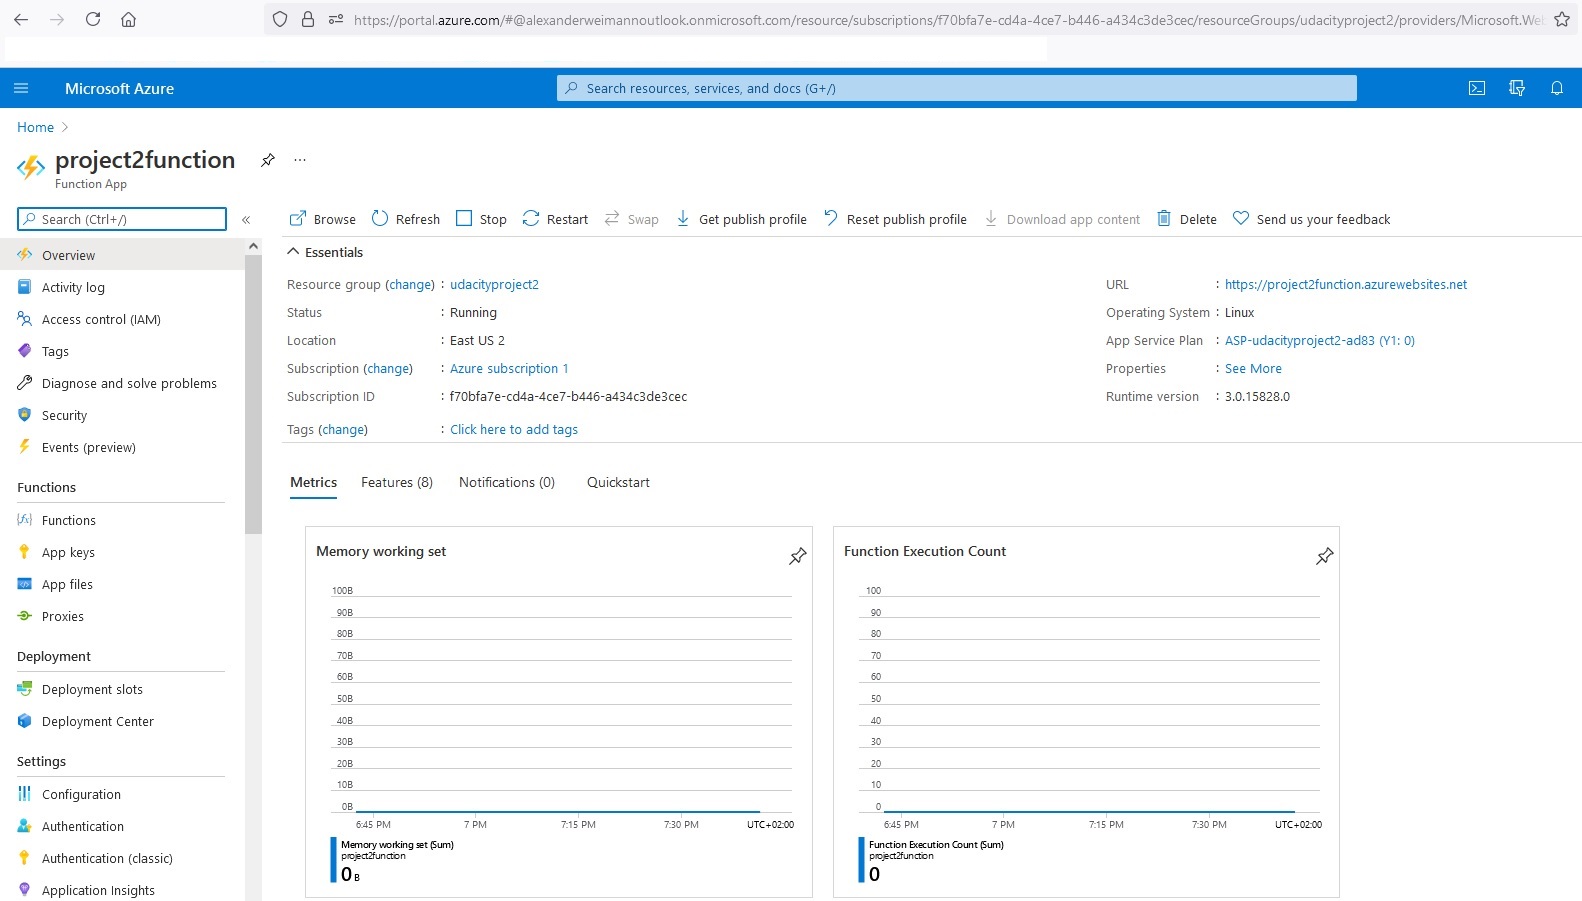 https://portal.azure.com/#@alexanderweimannoutlook.onmicrosoft.com/resource/subscriptions/f70bfa7e-cd4a-4ce7-b446-a434c3de3cec/resourceGroups/udacityproject2/providers/Microsoft.Web
Microsoft Azure
Search resources, services, and docs (G+/)
Home
project2function
...
Function App
Search (Ctrl+/)
«
Overview
Activity log
Access control (IAM)
Tags
Diagnose and solve problems
Security
Events (preview)
Functions
Functions
App keys
App files
Proxies
Deployment
Deployment slots
Deployment Center
Settings
Configuration
Authentication
Authentication (classic)
Application Insights
Browse Refresh Stop Restart Swap Get publish profile Reset publish profile Download app content Delete Send us your feedback
Essentials
Resource group (change) : udacityproject2
Status : Running
Location : East US 2
Subscription (change) : Azure subscription 1
Subscription ID : f70bfa7e-cd4a-4ce7-b446-a434c3de3cec
Tags (change) : Click here to add tags
URL : https://project2function.azurewebsites.net
Operating System : Linux
App Service Plan : ASP-udacityproject2-ad83 (Y1: 0)
Properties : See More
Runtime version : 3.0.15828.0
Metrics Features (8) Notifications (0) Quickstart
Memory working set
100B
90B
80B
70B
60B
50B
40B
30B
20B
10B
0B
6:45 PM 7 PM 7:15 PM 7:30 PM UTC+02:00
Memory working set (Sum)
project2function
0 B
Function Execution Count
100
90
80
70
60
50
40
30
20
10
0
6:45 PM 7 PM 7:15 PM 7:30 PM UTC+02:00
Function Execution Count (Sum)
project2function
0